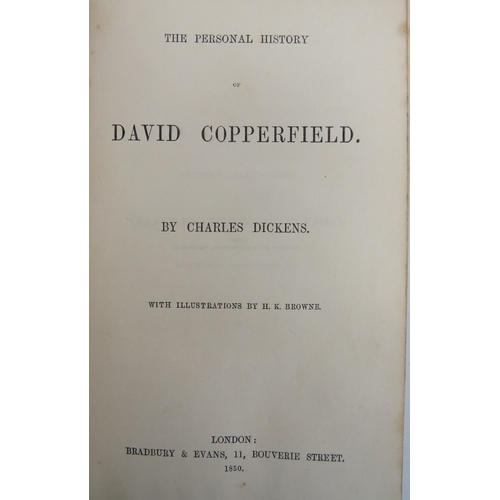 THE PERSONAL HISTORY
OF
DAVID COPPERFIELD.
BY CHARLES DICKENS.
WITH ILLUSTRATIONS BY H. K. BROWNE.
LONDON:
BRADBURY & EVANS, 11, BOUVERIE STREET.
1850.